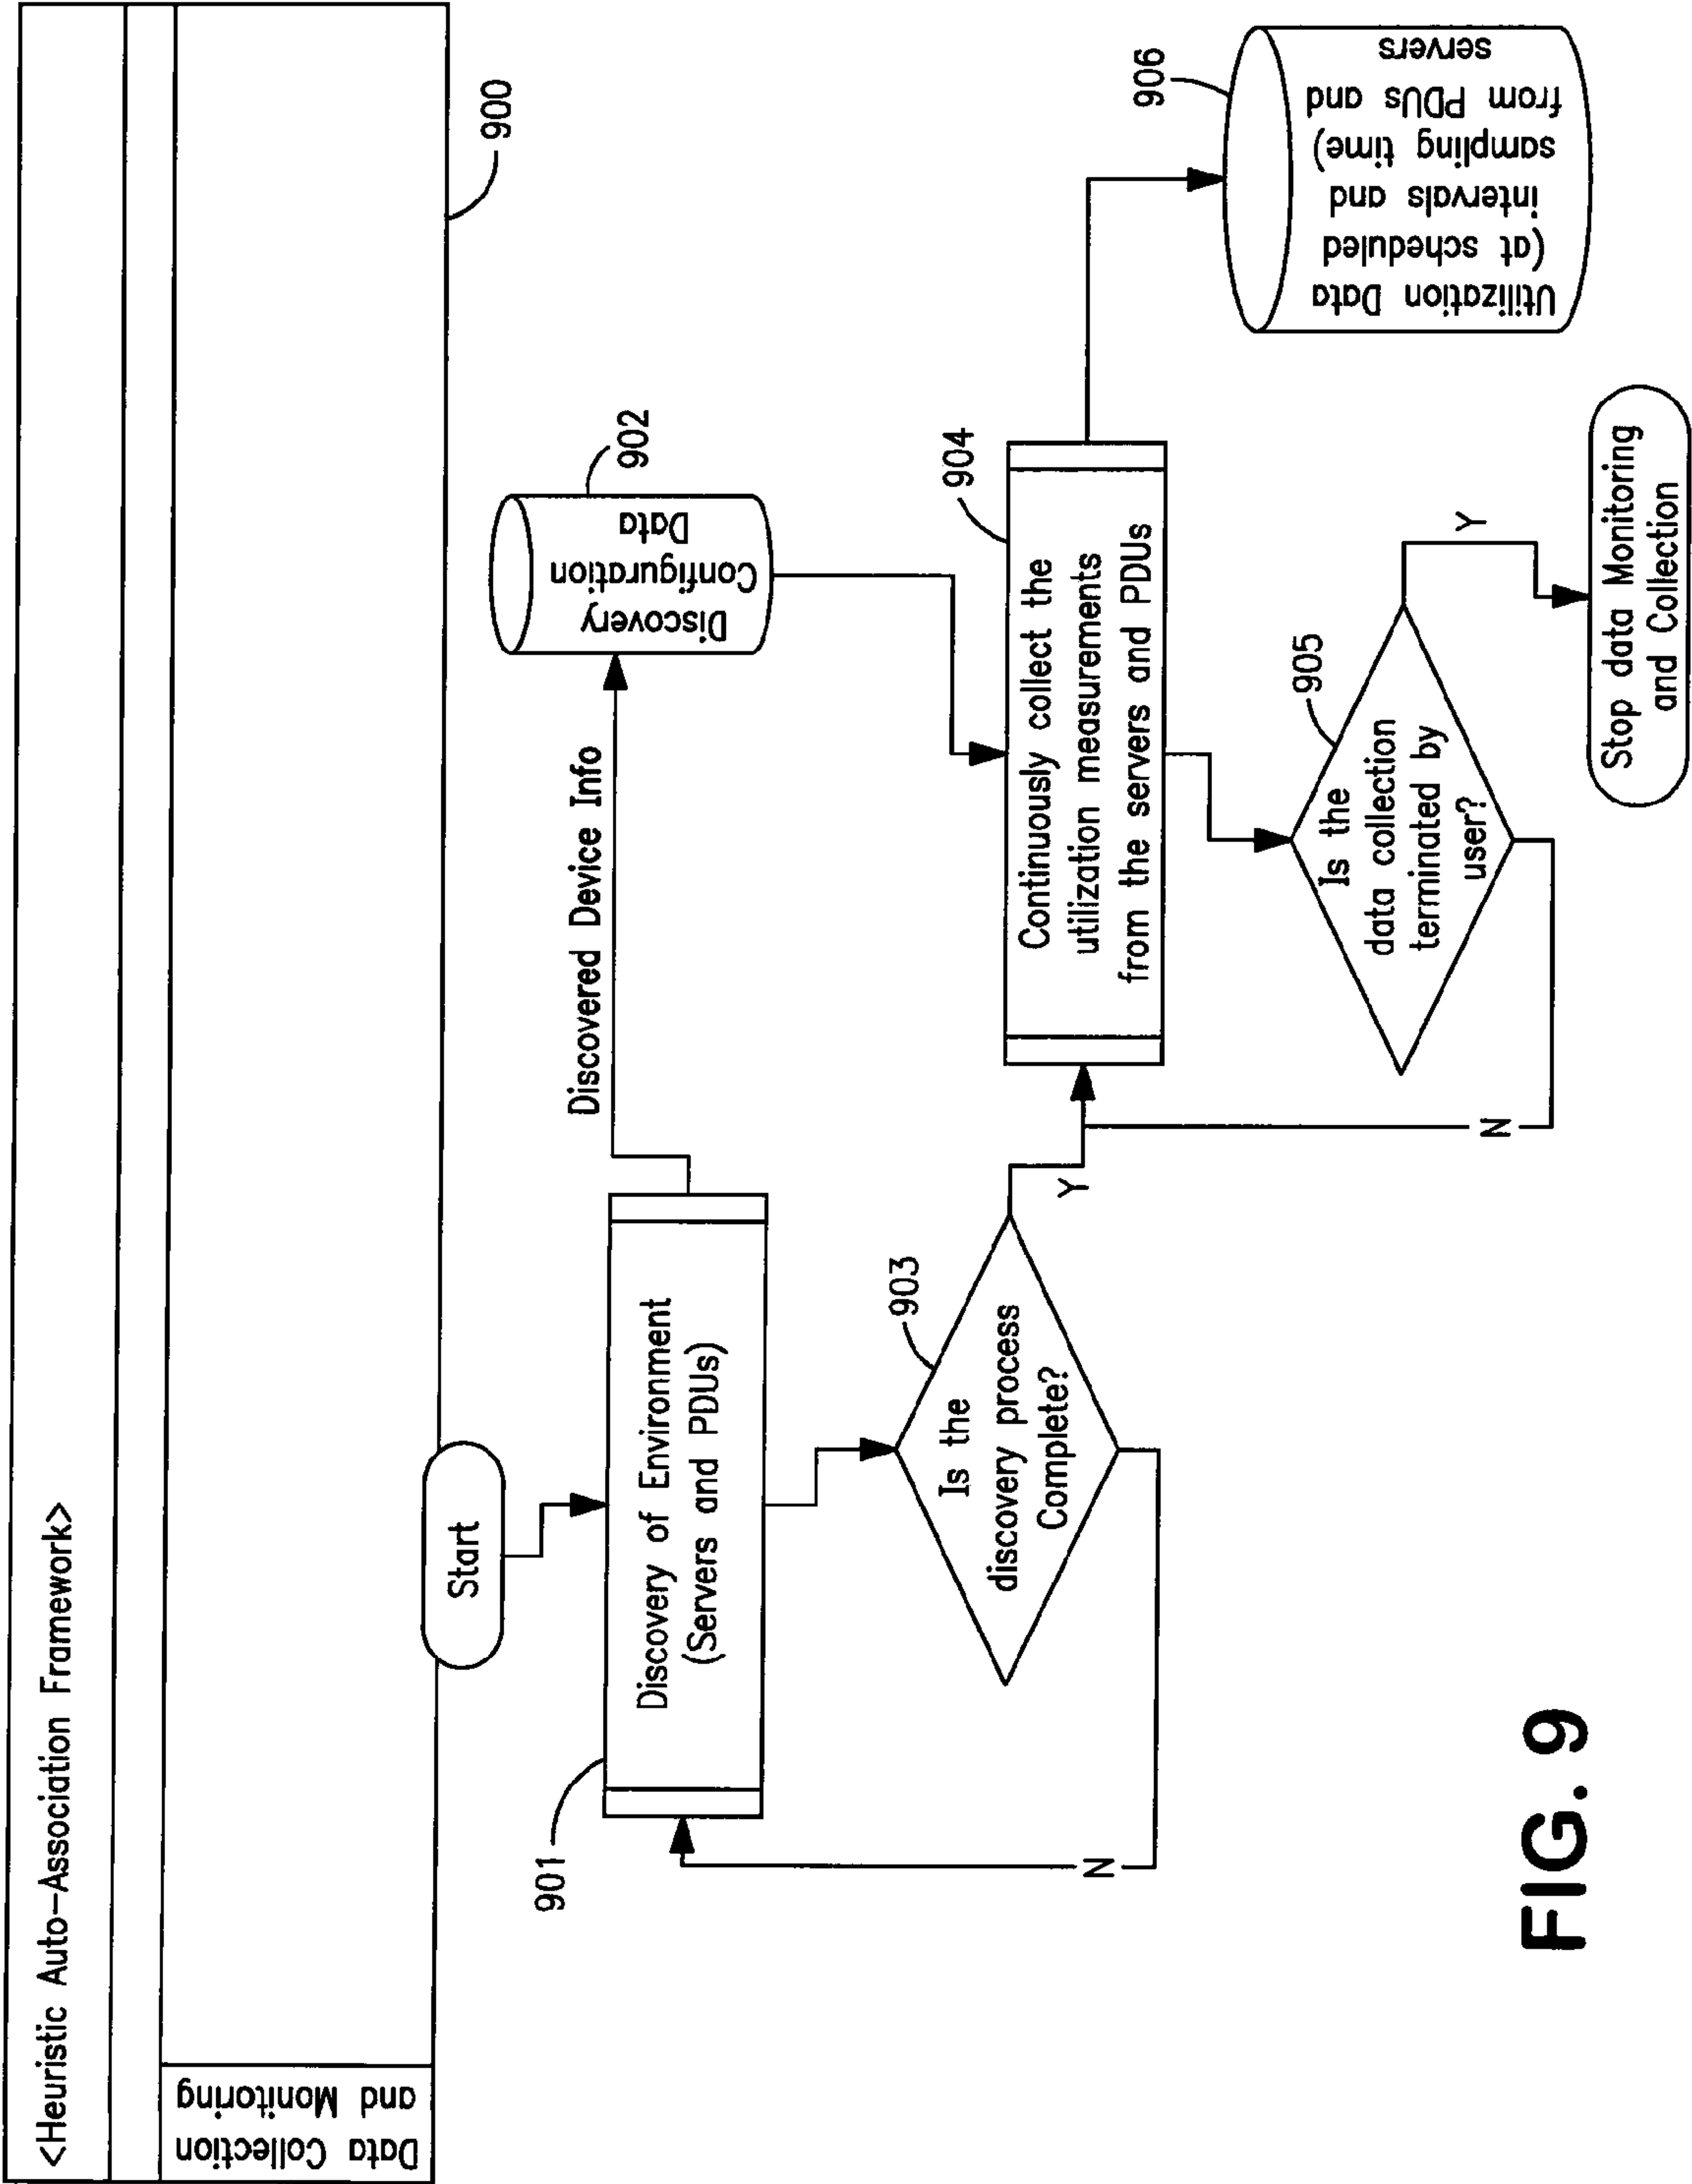 <Heuristic Auto-Association Framework>
Data Collection
and Monitoring
900
Start
901
Discovery of Environment
(Servers and PDUs)
Discovered Device Info
902
Discovery
Configuration
Data
903
Is the
discovery process
Complete?
N
Y
904
Continuously collect the
utilization measurements
from the servers and PDUs
905
Is the
data collection
terminated by
user?
N
Y
906
Utilization Data
(at scheduled
intervals and
sampling time)
from PDUs and
servers
Stop data Monitoring
and Collection
FIG. 9